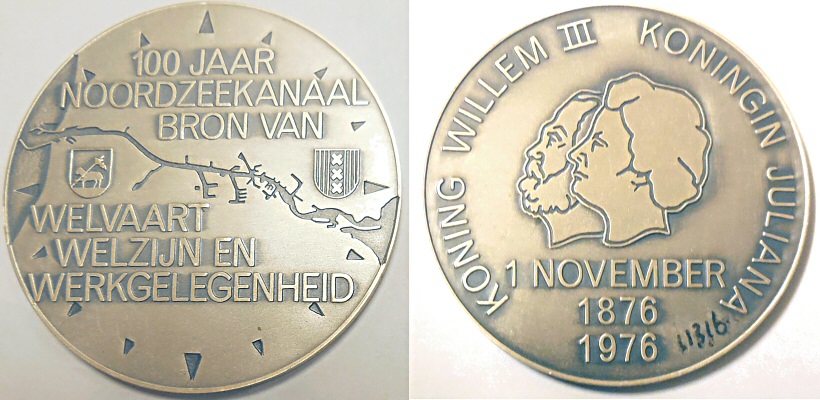 100 JAAR
NOORDZEEKANAAL
BRON VAN
WELVAART
WELZIJN EN
WERKGELEGENHEID
KONING WILLEM III KONINGIN JULIANA
1 NOVEMBER
1876
1976